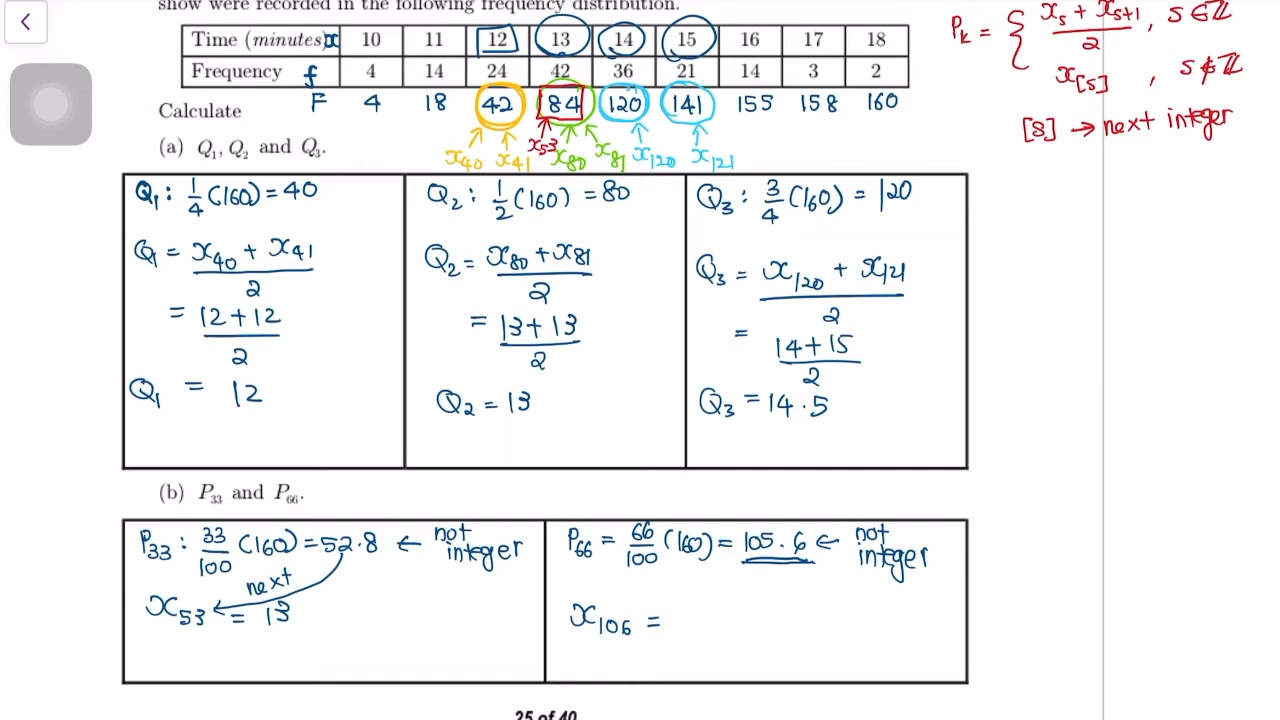 show were recorded in the following frequency distribution.
Time (minutes) x 10 11 12 13 14 15 16 17 18
Frequency f 4 14 24 42 36 21 14 3 2
F 4 18 42 84 120 141 155 158 160
Calculate
x40 x41 x53 x80 x81 x120 x121
(a) Q1, Q2 and Q3.
Pk = { (xs + xs+1)/2 , s ∈ ℤ
x[s] , s ∉ ℤ
[8] → next integer
Q1 : 1/4 (160) = 40
Q1 = (x40 + x41)/2
= (12 + 12)/2
Q1 = 12
Q2 : 1/2 (160) = 80
Q2 = (x80 + x81)/2
= (13 + 13)/2
Q2 = 13
Q3 : 3/4 (160) = 120
Q3 = (x120 + x121)/2
= (14 + 15)/2
Q3 = 14.5
(b) P33 and P66.
P33 : 33/100 (160) = 52.8 ← not integer
next
x53 = 13
P66 = 66/100 (160) = 105.6 ← not integer
x106 =
25 of 40